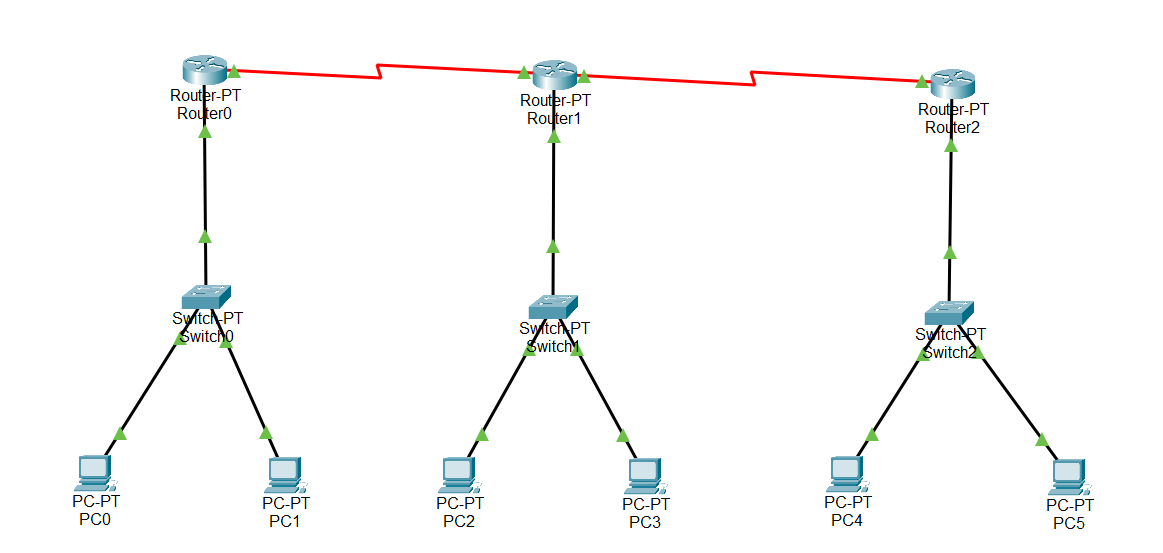 Router-PT
Router0
Router-PT
Router1
Router-PT
Router2
Switch-PT
Switch0
Switch-PT
Switch1
Switch-PT
Switch2
PC-PT
PC0
PC-PT
PC1
PC-PT
PC2
PC-PT
PC3
PC-PT
PC4
PC-PT
PC5